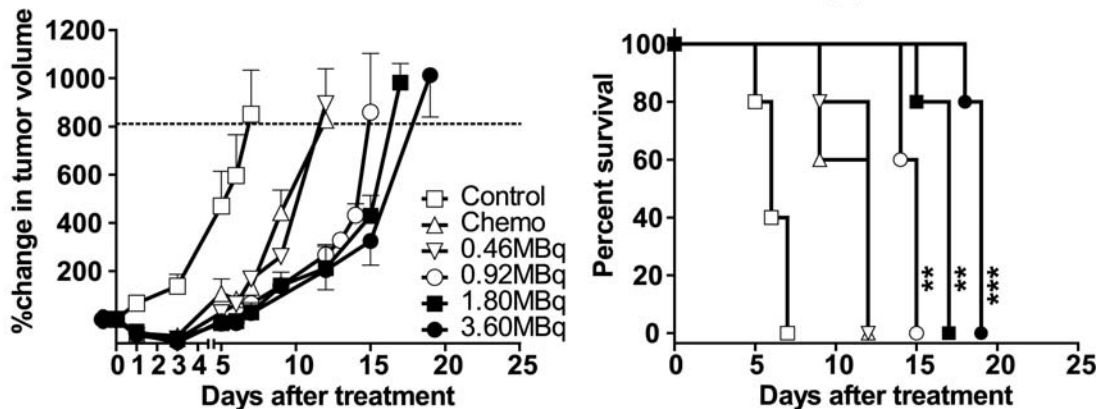 1200
1000
800
600
400
200
%change in tumor volume
Control
Chemo
0.46MBq
0.92MBq
1.80MBq
3.60MBq
0 1 2 3 4 5 10 15 20 25
Days after treatment
100
80
60
40
20
0
Percent survival
** ** ***
0 5 10 15 20 25
Days after treatment